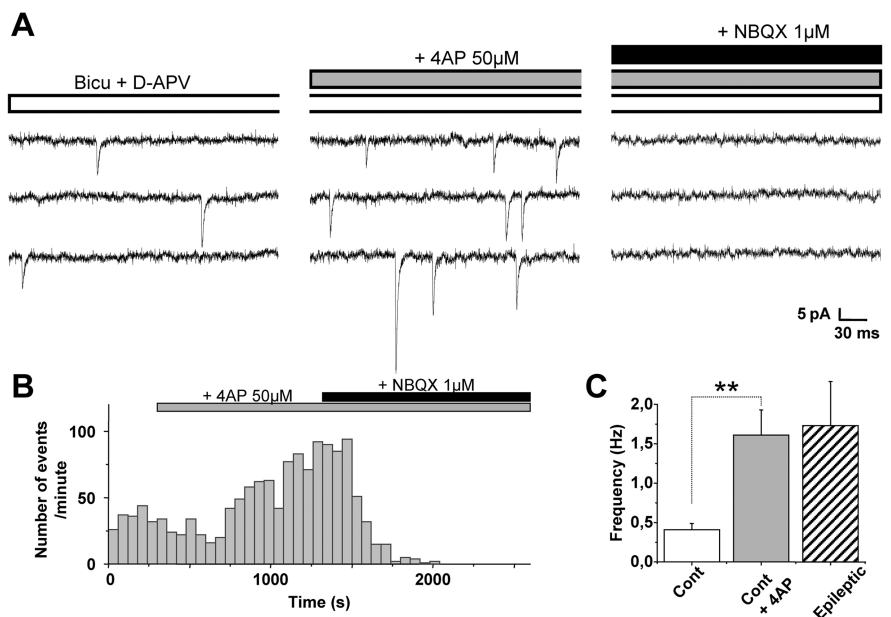 A
+ NBQX 1µM
+ 4AP 50µM
Bicu + D-APV
5 pA
30 ms
B
+ 4AP 50µM
+ NBQX 1µM
Number of events
/minute
100
50
0
0
1000
2000
Time (s)
C
**
Frequency (Hz)
2,0
1,5
1,0
0,5
0,0
Cont
Cont
+ 4AP
Epileptic